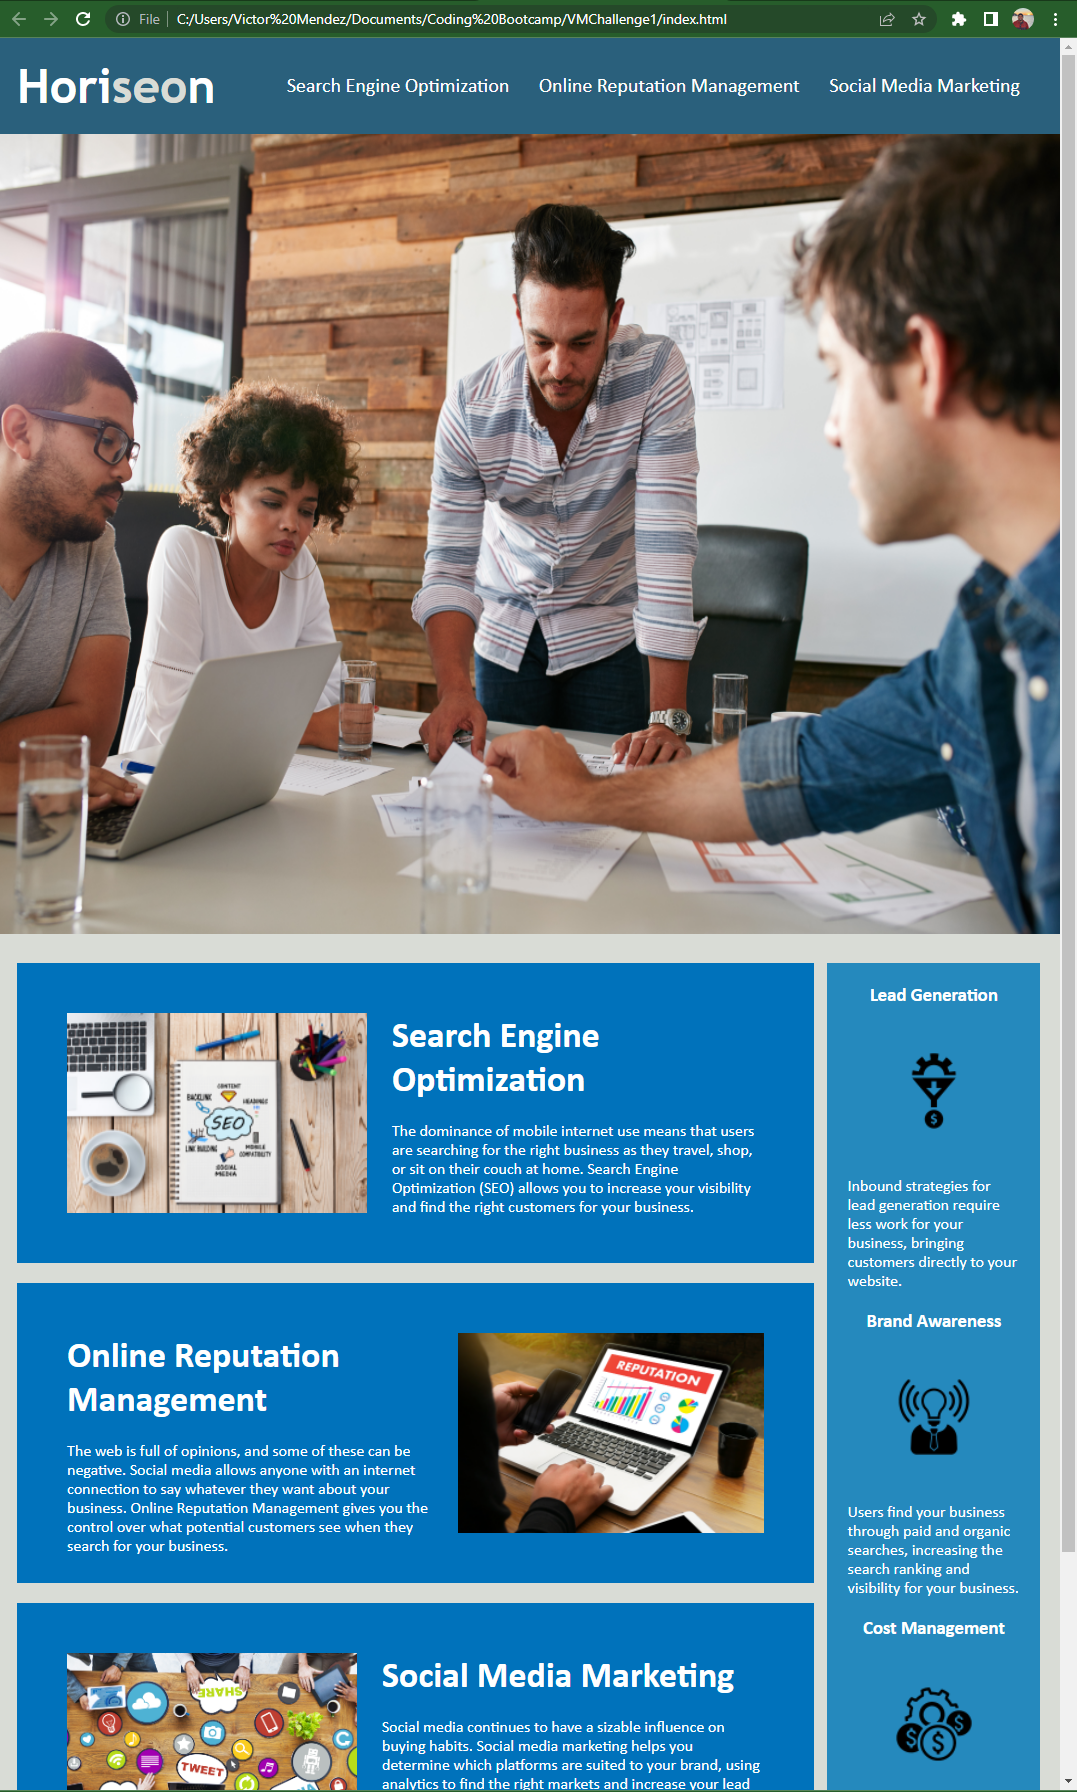 File | C:/Users/Victor%20Mendez/Documents/Coding%20Bootcamp/VMChallenge1/index.html
Horiseon
Search Engine Optimization
Online Reputation Management
Social Media Marketing
CONTENT
BACKLINK
HEADINGS
SEO
LINK BUILDING
MOBILE
COMPATIBILITY
SOCIAL
MEDIA
Search Engine
Optimization
The dominance of mobile internet use means that users
are searching for the right business as they travel, shop,
or sit on their couch at home. Search Engine
Optimization (SEO) allows you to increase your visibility
and find the right customers for your business.
Online Reputation
Management
The web is full of opinions, and some of these can be
negative. Social media allows anyone with an internet
connection to say whatever they want about your
business. Online Reputation Management gives you the
control over what potential customers see when they
search for your business.
REPUTATION
SHARE
TWEET
Social Media Marketing
Social media continues to have a sizable influence on
buying habits. Social media marketing helps you
determine which platforms are suited to your brand, using
analytics to find the right markets and increase your lead
Lead Generation
Inbound strategies for
lead generation require
less work for your
business, bringing
customers directly to your
website.
Brand Awareness
Users find your business
through paid and organic
searches, increasing the
search ranking and
visibility for your business.
Cost Management